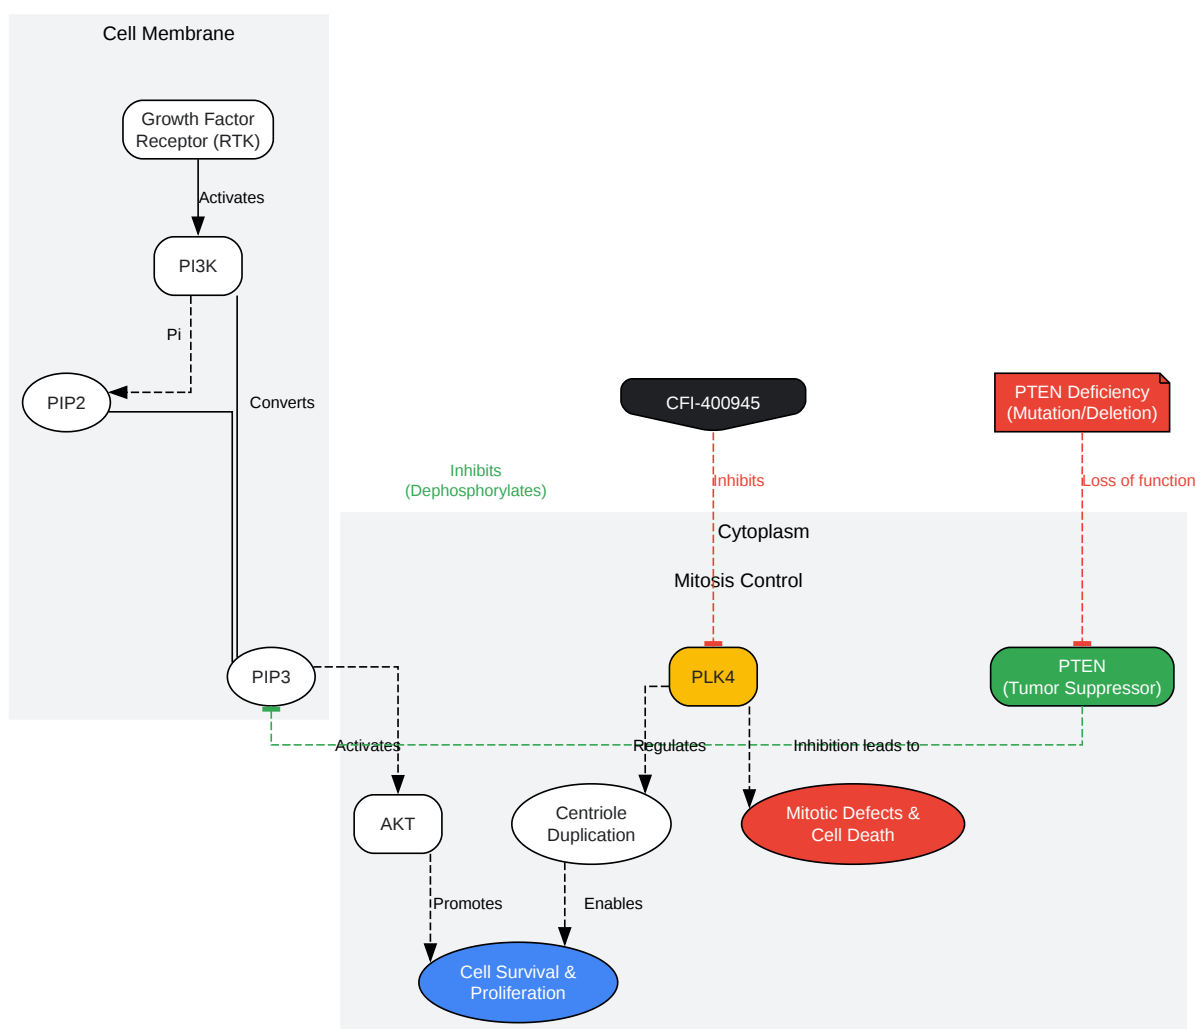 Cell Membrane
Growth Factor
Receptor (RTK)
Activates
PI3K
Pi
PIP2
Converts
CFI-400945
PTEN Deficiency
(Mutation/Deletion)
Inhibits
(Dephosphorylates)
Inhibits
Loss of function
Cytoplasm
Mitosis Control
PIP3
PLK4
PTEN
(Tumor Suppressor)
Activates
Regulates
Inhibition leads to
AKT
Centriole
Duplication
Mitotic Defects &
Cell Death
Promotes
Enables
Cell Survival &
Proliferation